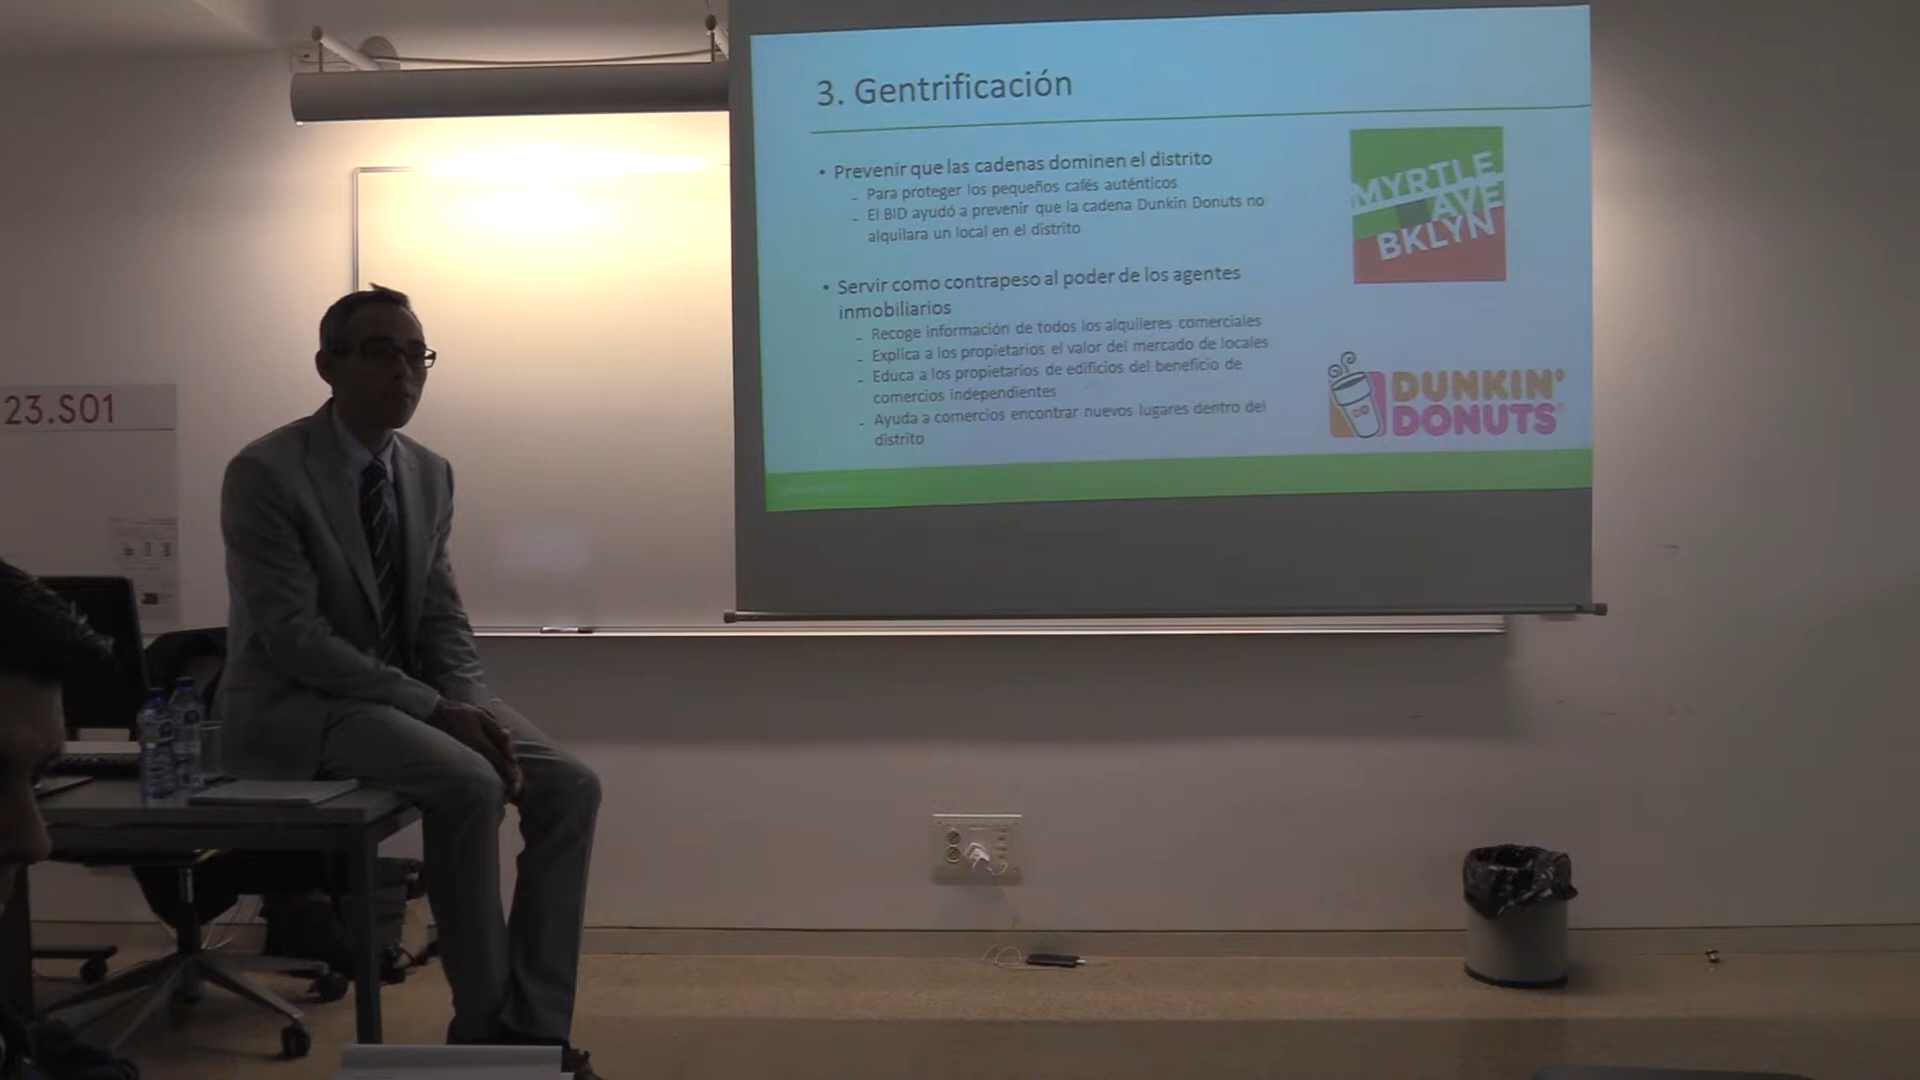 3. Gentrificación
• Prevenir que las cadenas dominen el distrito
– Para proteger los pequeños cafés auténticos
– El BID ayudó a prevenir que la cadena Dunkin Donuts no
alquilara un local en el distrito
• Servir como contrapeso al poder de los agentes
inmobiliarios
– Recoge información de todos los alquileres comerciales
– Explica a los propietarios el valor del mercado de locales
– Educa a los propietarios de edificios del beneficio de
comercios independientes
– Ayuda a comercios encontrar nuevos lugares dentro del
distrito
MYRTLE
AVE
BKLYN
DD
DUNKIN'
DONUTS
23.S01